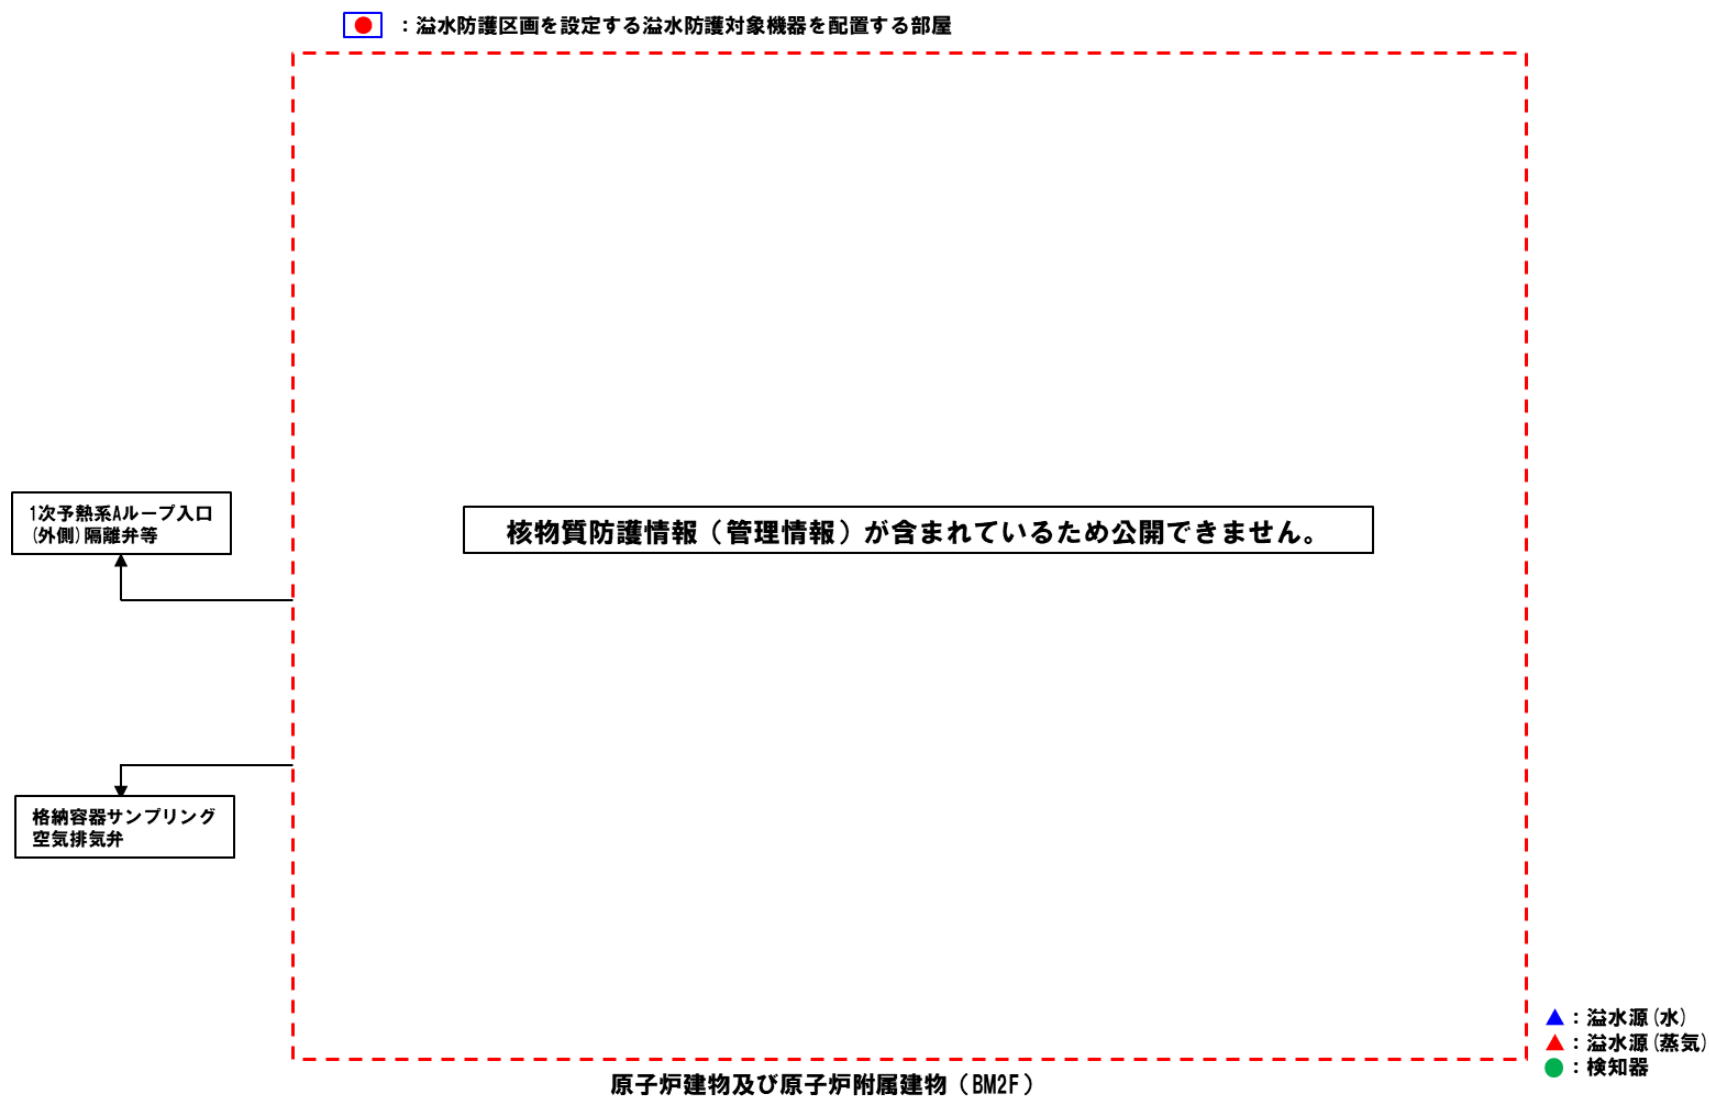 ：溢水防護区画を設定する溢水防護対象機器を配置する部屋
1次予熱系Aループ入口
(外側)隔離弁等
核物質防護情報（管理情報）が含まれているため公開できません。
格納容器サンプリング
空気排気弁
：溢水源(水)
：溢水源(蒸気)
：検知器
原子炉建物及び原子炉附属建物（BM2F）